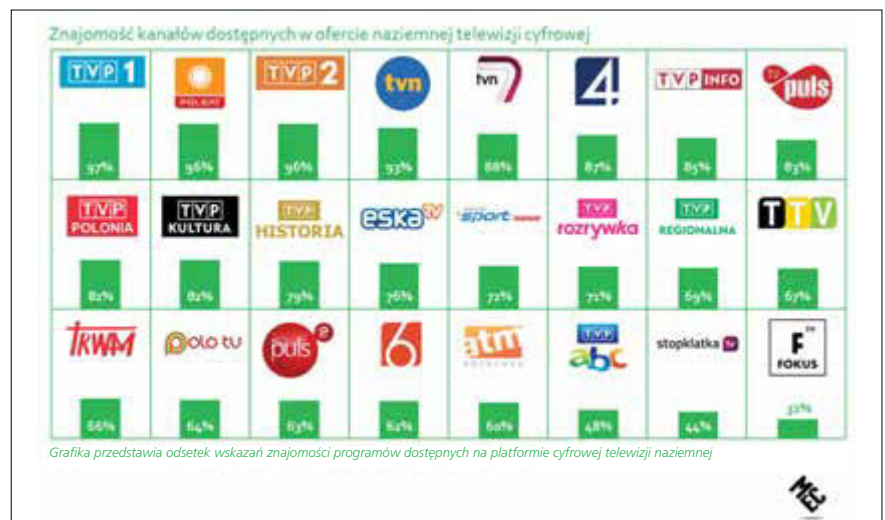 Znajomość kanałów dostępnych w ofercie naziemnej telewizji cyfrowej
TVP 1 POLSAT TVP 2 tvn tvn 7 4 TVP INFO TV puls
97% 96% 96% 93% 88% 87% 85% 83%
TVP POLONIA TVP KULTURA TVP HISTORIA eska TV sport TVP rozrywka TVP REGIONALNA TTV
82% 82% 79% 76% 72% 72% 69% 67%
TRWAM polo tv puls 2 6 atm ROZRYWKA TVP abc stopklatka tv F FOKUS TV
66% 64% 63% 62% 60% 48% 44% 32%
Grafika przedstawia odsetek wskazań znajomości programów dostępnych na platformie cyfrowej telewizji naziemnej
MEC